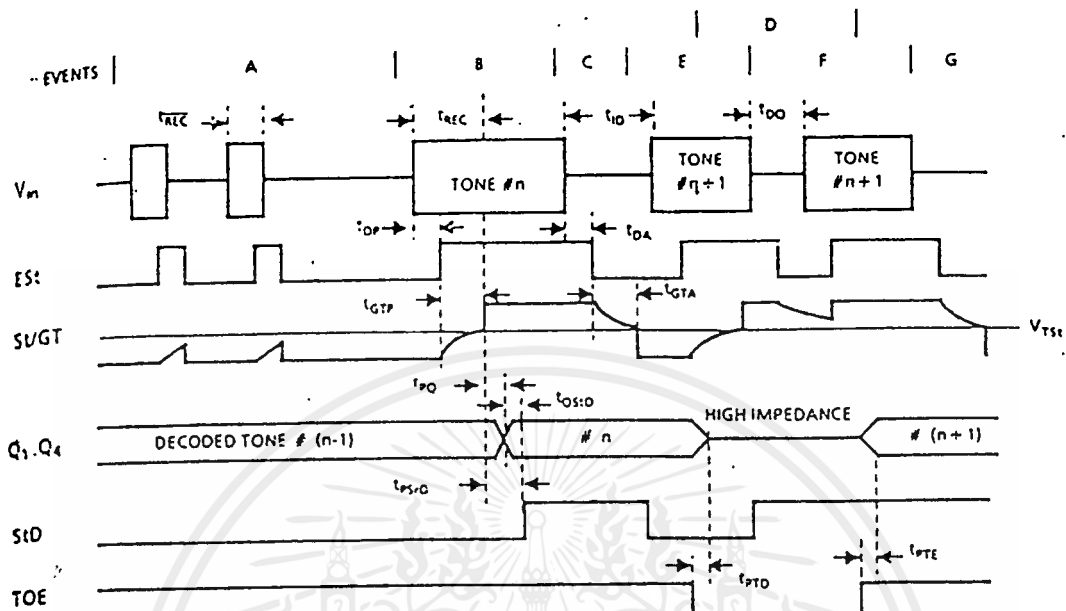 D
EVENTS A B C E F G
tREC tREC tID tDO
Vin TONE #n TONE #n+1 TONE #n+1
tDP tDA
ESt
tGTP tGTA
St/GT VTSt
tPQ tQStD HIGH IMPEDANCE
Q1.Q4 DECODED TONE # (n-1) # n # (n+1)
tPStD
StD
tPTD tPTE
TOE